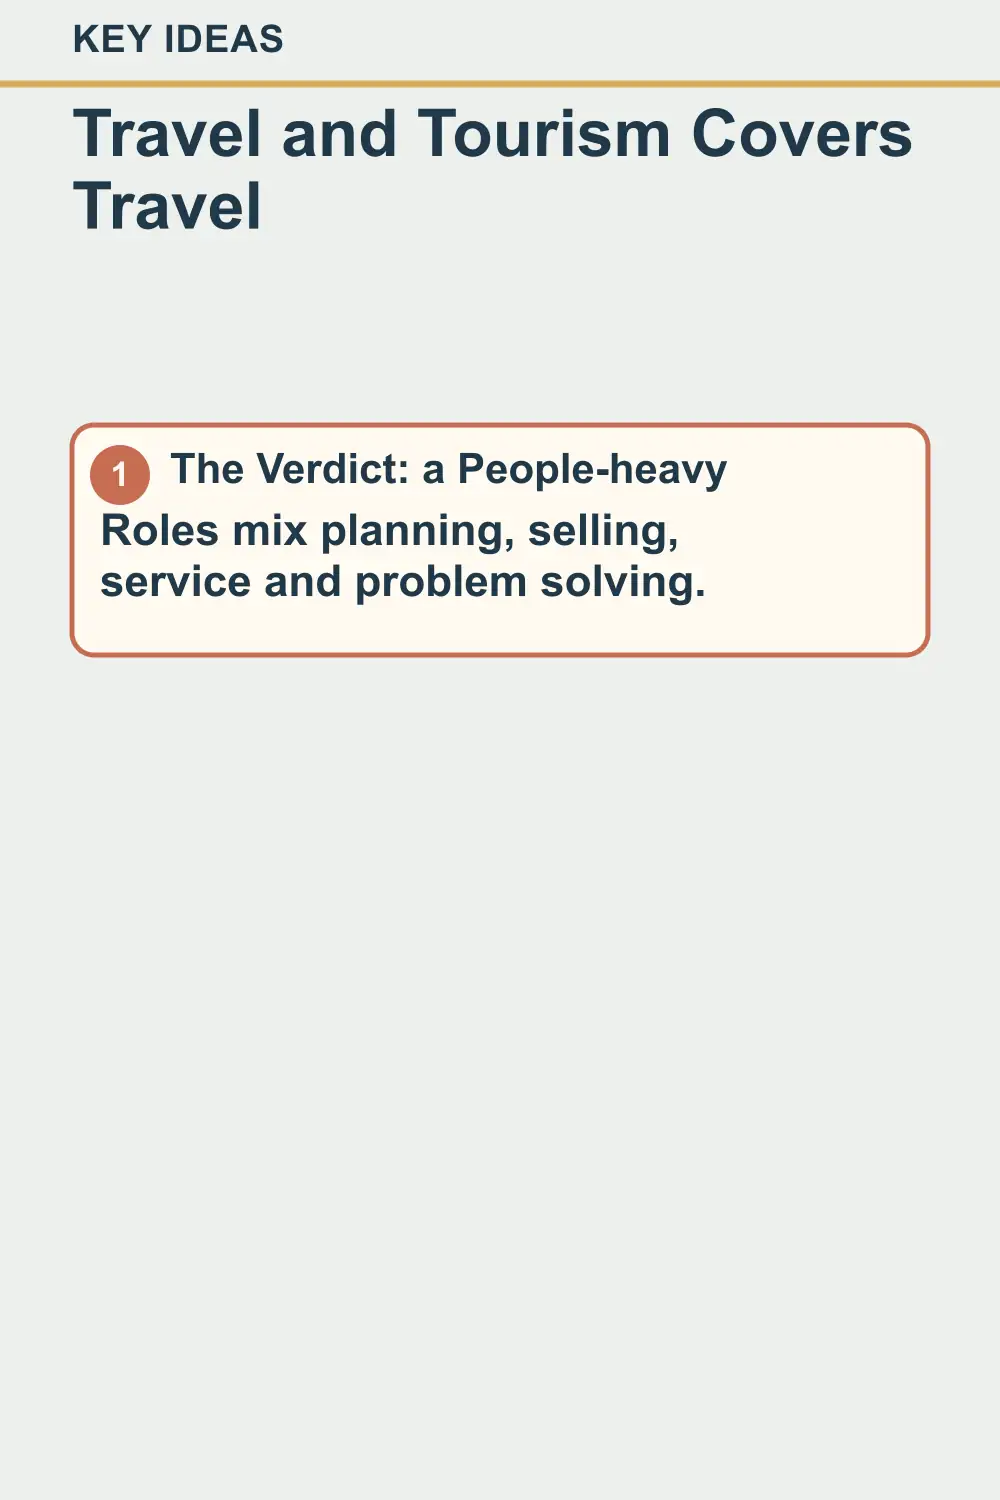 KEY IDEAS
Travel and Tourism Covers
Travel
1 The Verdict: a People-heavy
Roles mix planning, selling,
service and problem solving.